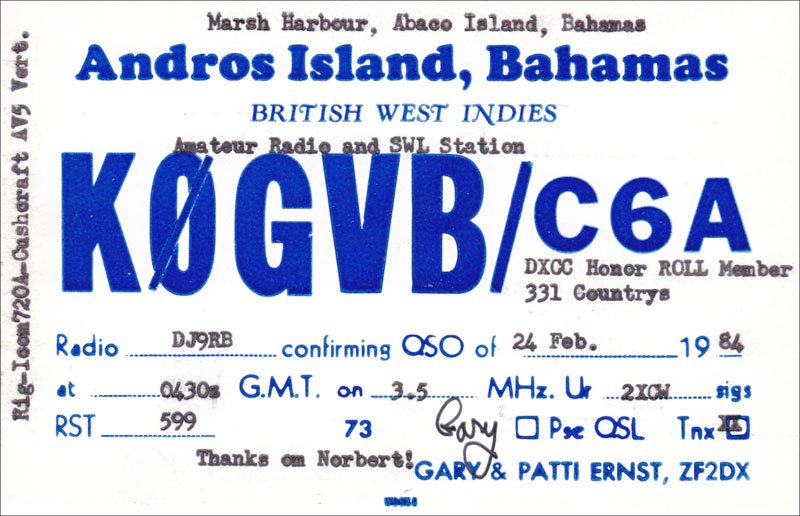 Marsh Harbour, Abaco Island, Bahamas
Andros Island, Bahamas
BRITISH WEST INDIES
Amateur Radio and SWL Station
KØGVB/C6A
DXCC Honor ROLL Member
331 Countrys
Rig-Icom720A-Cushcraft AV5 Vert.
Radio DJ9RB confirming QSO of 24 Feb. 1984
at 0430z G.M.T. on 3.5 MHz. Ur 2XCW sigs
RST 599 73 Gary Pse QSL Tnx XX
Thanks om Norbert!
GARY & PATTI ERNST, ZF2DX